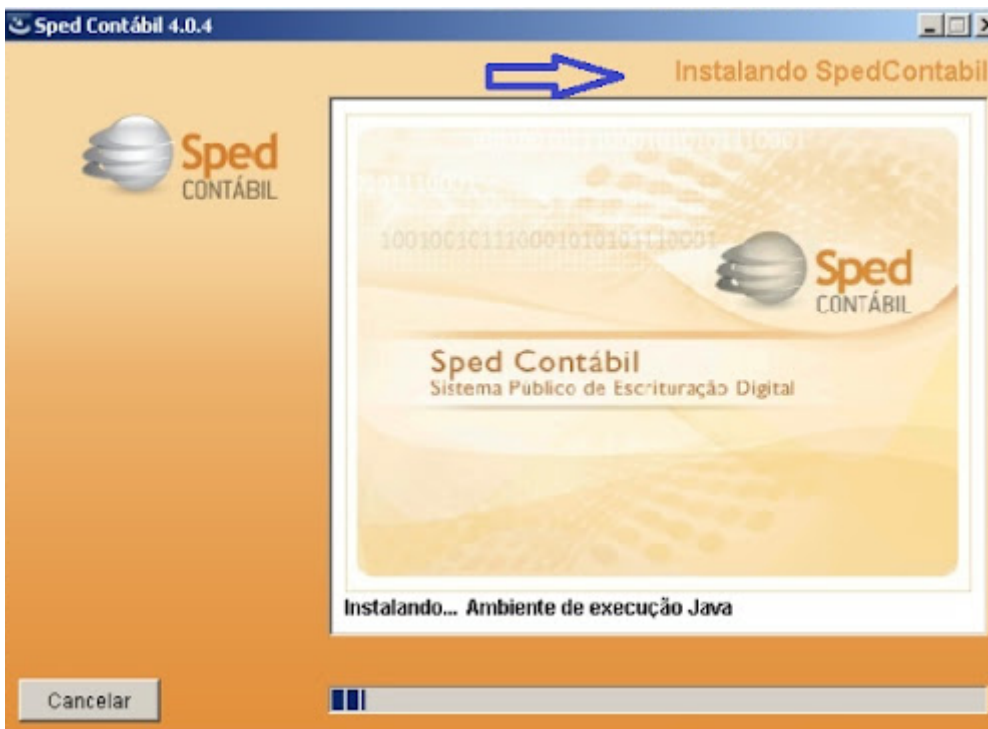 Sped Contábil 4.0.4
Instalando SpedContabil
Sped
CONTÁBIL
100100101110001010101110001
Sped
CONTÁBIL
Sped Contábil
Sistema Público de Escrituração Digital
Instalando... Ambiente de execução Java
Cancelar